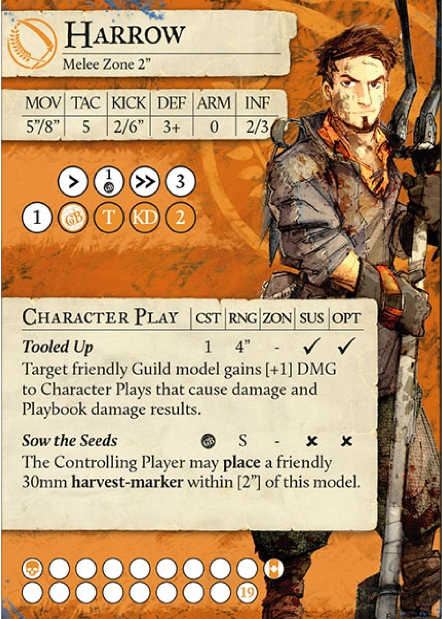 HARROW
Melee Zone 2"
MOV TAC KICK DEF ARM INF
5"/8" 5 2/6" 3+ 0 2/3
> 1 >> 3
1 GB T KD 2
CHARACTER PLAY CST RNG ZON SUS OPT
Tooled Up 1 4" - ✓ ✓
Target friendly Guild model gains [+1] DMG
to Character Plays that cause damage and
Playbook damage results.
Sow the Seeds GB S - ✗ ✗
The Controlling Player may place a friendly
30mm harvest-marker within [2"] of this model.
19